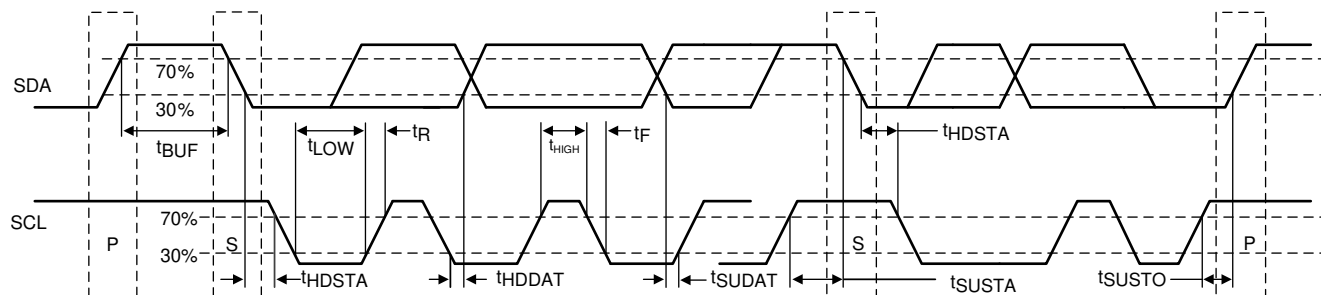 70%
SDA
30%
tBUF
tLOW
tR
tHIGH
tF
tHDSTA
SCL
70%
P
S
30%
S
P
tHDSTA
tHDDAT
tSUDAT
tSUSTA
tSUSTO